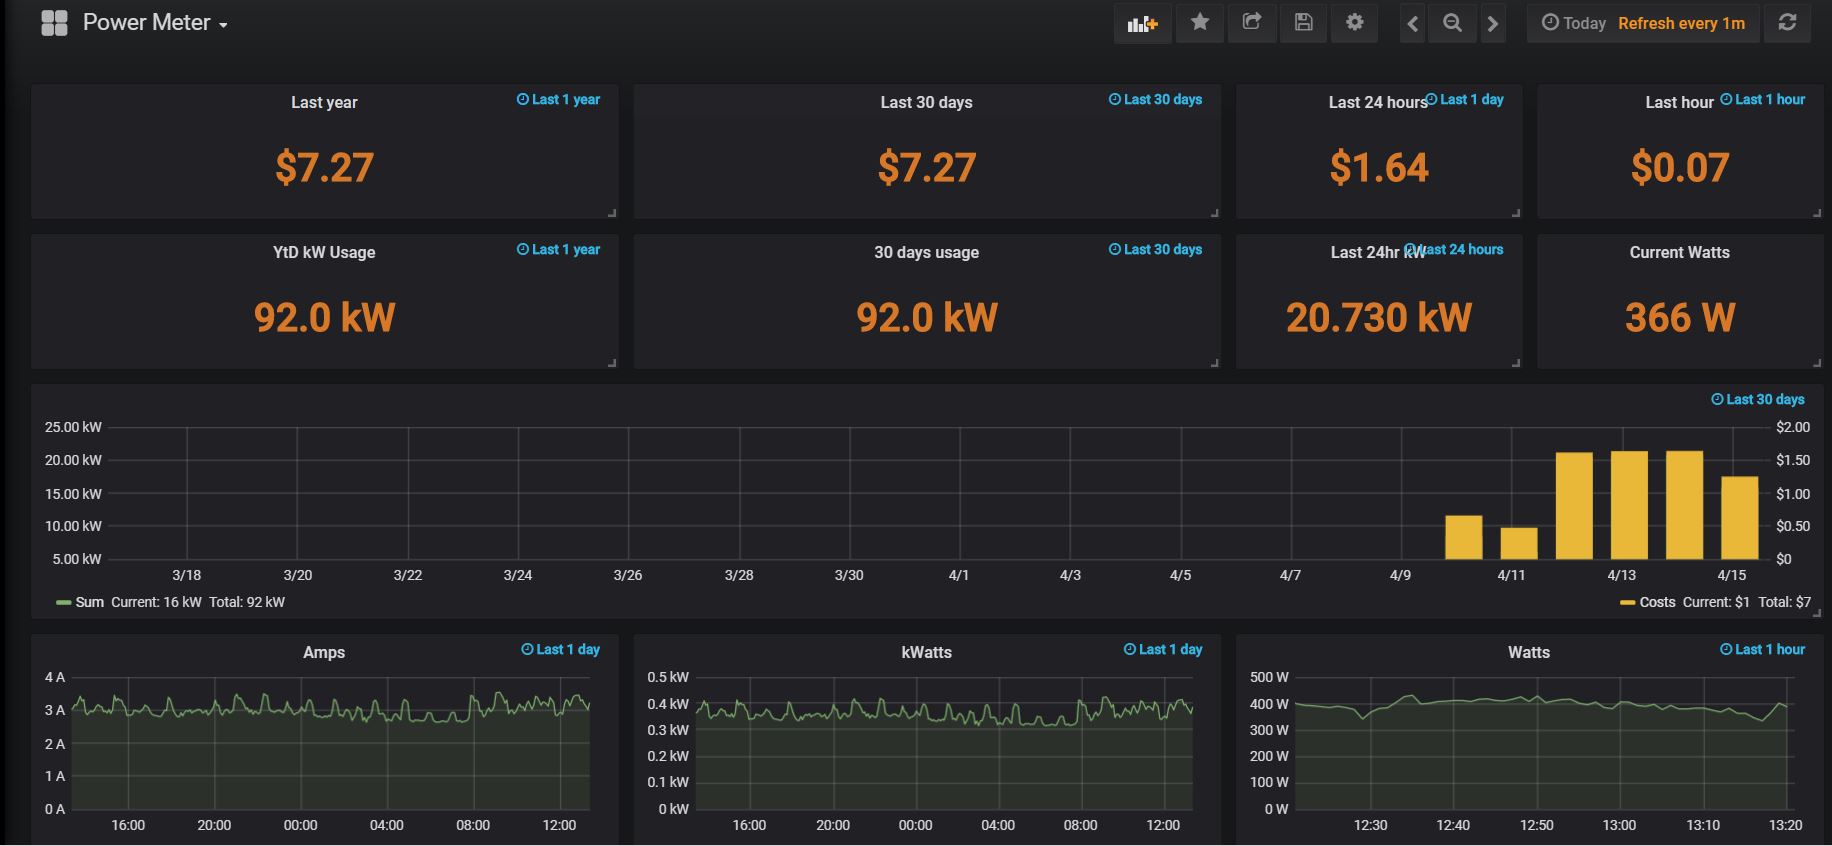 Power Meter
Today Refresh every 1m
Last year Last 1 year
$7.27
Last 30 days Last 30 days
$7.27
Last 24 hours Last 1 day
$1.64
Last hour Last 1 hour
$0.07
YtD kW Usage Last 1 year
92.0 kW
30 days usage Last 30 days
92.0 kW
Last 24hr kW Last 24 hours
20.730 kW
Current Watts
366 W
Last 30 days
25.00 kW $2.00
20.00 kW $1.50
15.00 kW $1.00
10.00 kW $0.50
5.00 kW $0
3/18 3/20 3/22 3/24 3/26 3/28 3/30 4/1 4/3 4/5 4/7 4/9 4/11 4/13 4/15
Sum Current: 16 kW Total: 92 kW
Costs Current: $1 Total: $7
Amps Last 1 day
4 A
3 A
2 A
1 A
0 A
16:00 20:00 00:00 04:00 08:00 12:00
kWatts Last 1 day
0.5 kW
0.4 kW
0.3 kW
0.2 kW
0.1 kW
0 kW
16:00 20:00 00:00 04:00 08:00 12:00
Watts Last 1 hour
500 W
400 W
300 W
200 W
100 W
0 W
12:30 12:40 12:50 13:00 13:10 13:20